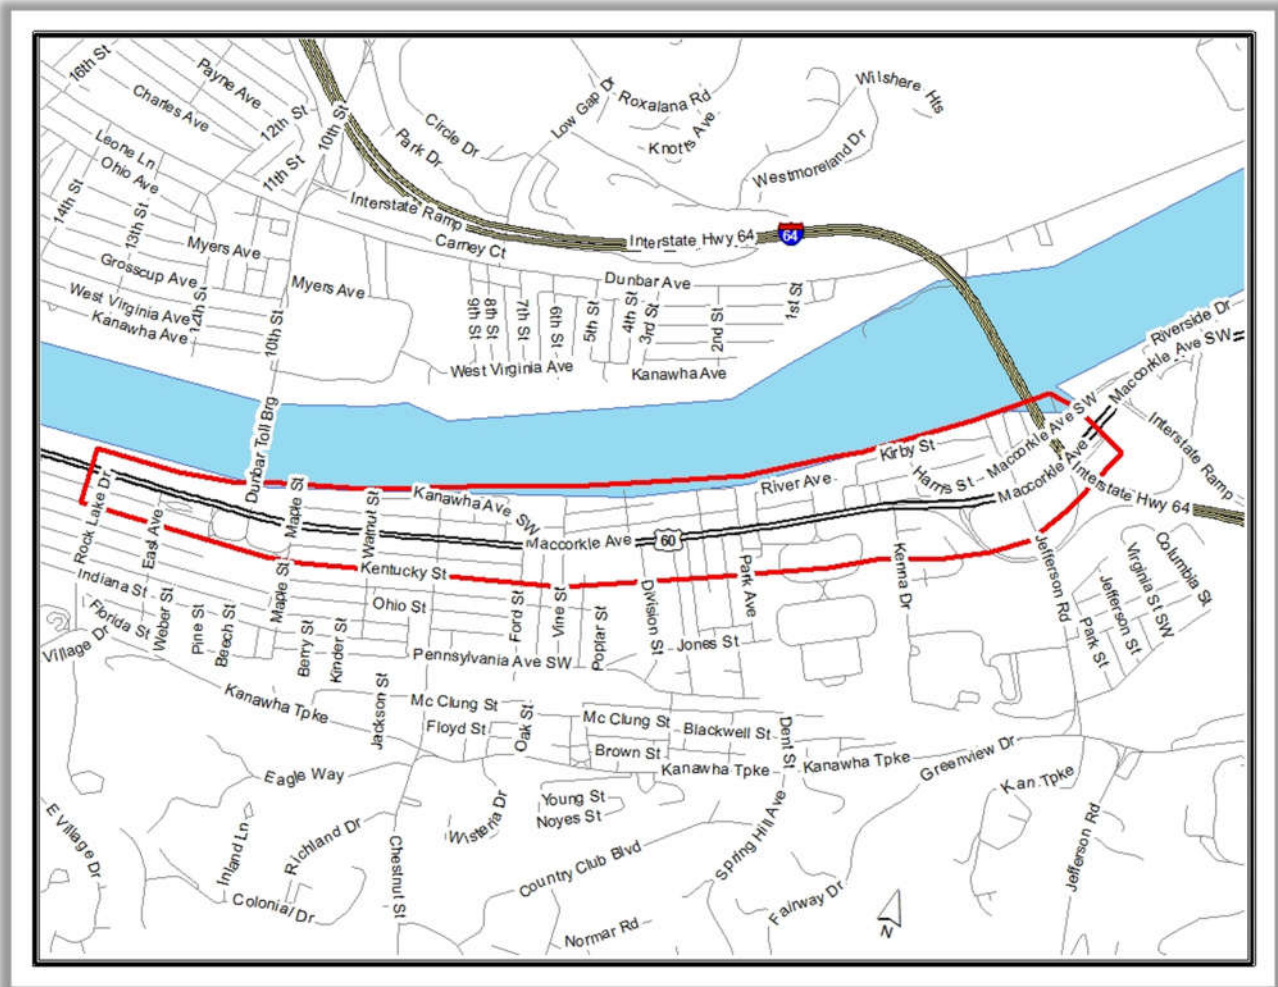 16th St
Payne Ave
Charles Ave
12th St
10th St
Circle Dr
Park Dr
Low Gap Dr
Roxalana Rd
Knotts Ave
Wilshere Hts
Westmoreland Dr
Leone Ln
Ohio Ave
11th St
14th St
13th St
Interstate Ramp
Interstate Hwy 64
64
Carney Ct
Myers Ave
Grosscup Ave
Myers Ave
Dunbar Ave
West Virginia Ave
Kanawha Ave
12th St
10th St
9th St
8th St
7th St
6th St
5th St
4th St
3rd St
2nd St
1st St
West Virginia Ave
Kanawha Ave
Riverside Dr
Maccorkle Ave SW
Dunbar Toll Brg
Maccorkle Ave SW
Interstate Ramp
Kirby St
Harris St
Maccorkle Ave
Interstate Hwy 64
River Ave
Kanawha Ave SW
Maple St
Walnut St
Rock Lake Dr
East Ave
Maccorkle Ave
60
Kentucky St
Park Ave
Kenna Dr
Jefferson Rd
Columbia St
Virginia St SW
Jefferson St
Park St
Indiana St
Florida St
Weber St
Pine St
Beech St
Maple St
Berry St
Kinder St
Ohio St
Ford St
Vine St
Poplar St
Division St
Jones St
Pennsylvania Ave SW
Village Dr
Kanawha Tpke
Jackson St
Mc Clung St
Floyd St
Oak St
Mc Clung St
Blackwell St
Brown St
Dent St
Kanawha Tpke
Kanawha Tpke
Greenview Dr
Kan Tpke
Eagle Way
Young St
Noyes St
Wisteria Dr
E Village Dr
Inland Ln
Richland Dr
Chestnut St
Country Club Blvd
Spring Hill Ave
Jefferson Rd
Colonial Dr
Normar Rd
Fairway Dr
N